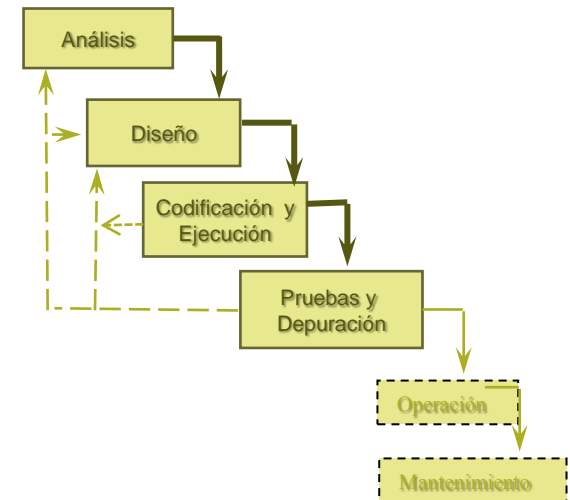 Análisis
Diseño
Codificación y
Ejecución
Pruebas y
Depuración
Operación
Mantenimiento